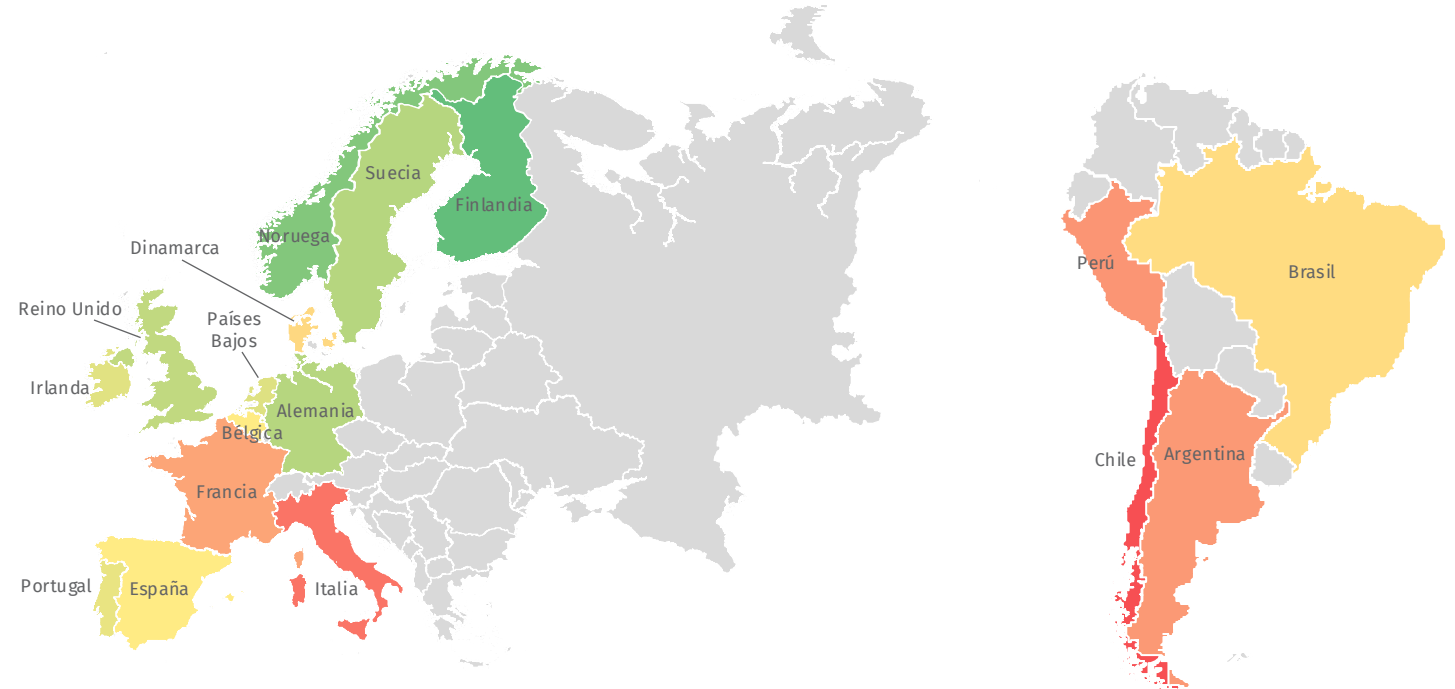 Suecia
Finlandia
Noruega
Dinamarca
Reino Unido
Países
Bajos
Irlanda
Alemania
Bélgica
Francia
Portugal
España
Italia
Perú
Brasil
Chile
Argentina